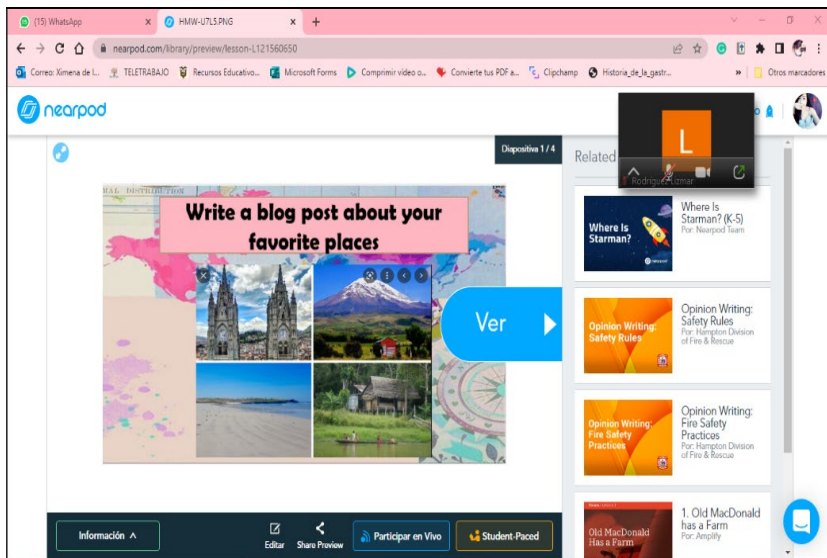 (15) WhatsApp
HMW-U7L5.PNG
nearpod.com/library/preview/lesson-L121560650
Correo: Ximena de L...
TELETRABAJO
Recursos Educativo...
Microsoft Forms
Comprimir video o...
Convierte tus PDF a...
Clipchamp
Historia_de_la_gastr...
»
Otros marcadores
nearpod
Diapositiva 1 / 4
Write a blog post about your
favorite places
Ver
Related
L
Rodriguez Lizmar
Where Is
Starman?
nearpod
Where Is
Starman? (K-5)
Por: Nearpod Team
Opinion Writing:
Safety Rules
Opinion Writing:
Safety Rules
Por: Hampton Division
of Fire & Rescue
Opinion Writing:
Fire Safety
Practices
Opinion Writing:
Fire Safety
Practices
Por: Hampton Division
of Fire & Rescue
Old MacDonald
Has a Farm
1. Old MacDonald
has a Farm
Por: Amplify
Información
Editar
Share Preview
Participar en Vivo
Student-Paced